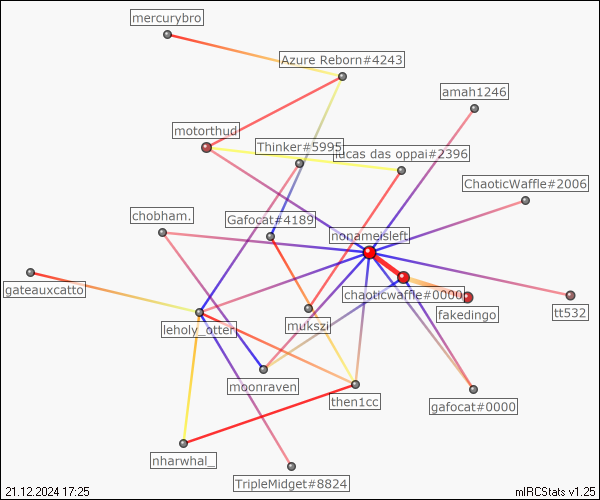 mercurybro
Azure Reborn#4243
amah1246
motorthud
Thinker#5995
lucas das oppai#2396
ChaoticWaffle#2006
chobham.
Gafocat#4189
nonameisleft
gateauxcatto
chaoticwaffle#0000
fakedingo
tt532
leholy_otter
mukszi
moonraven
then1cc
gafocat#0000
nharwhal_
TripleMidget#8824
21.12.2024 17:25
mIRCStats v1.25